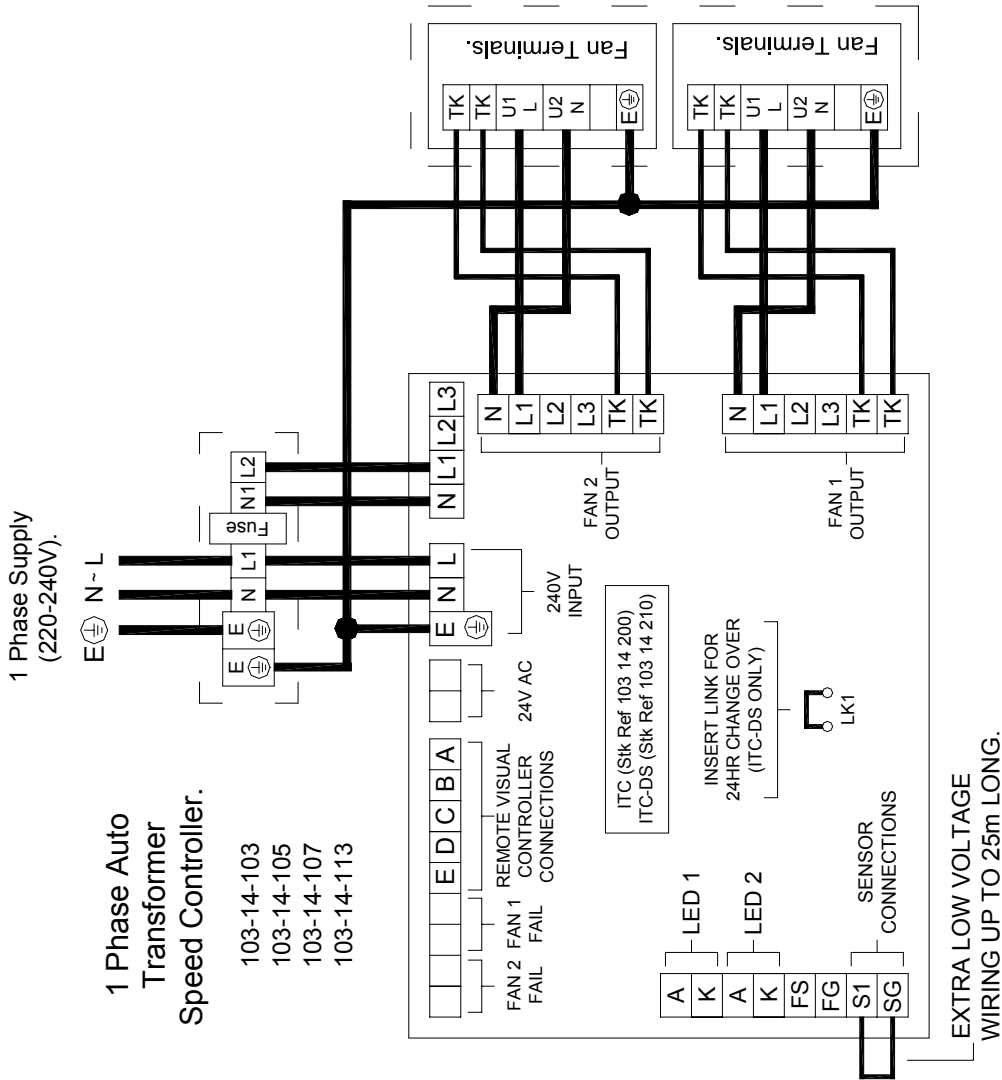 1 Phase Supply
(220-240V).
E N ~ L
1 Phase Auto
Transformer
Speed Controller.
103-14-103
103-14-105
103-14-107
103-14-113
E E N L1 Fuse N1 L2
FAN 2
FAIL
FAN 1
FAIL
E D C B A
REMOTE VISUAL
CONTROLLER
CONNECTIONS
24V AC
E N L
240V
INPUT
N L1 L2 L3
Fan Terminals.
TK
TK
U1
L
U2
N
E
Fan Terminals.
TK
TK
U1
L
U2
N
E
N
L1
L2
L3
TK
TK
FAN 2
OUTPUT
N
L1
L2
L3
TK
TK
FAN 1
OUTPUT
ITC (Stk Ref 103 14 200)
ITC-DS (Stk Ref 103 14 210)
INSERT LINK FOR
24HR CHANGE OVER
(ITC-DS ONLY)
LK1
A
K
LED 1
A
K
LED 2
FS
FG
S1
SG
SENSOR
CONNECTIONS
EXTRA LOW VOLTAGE
WIRING UP TO 25m LONG.